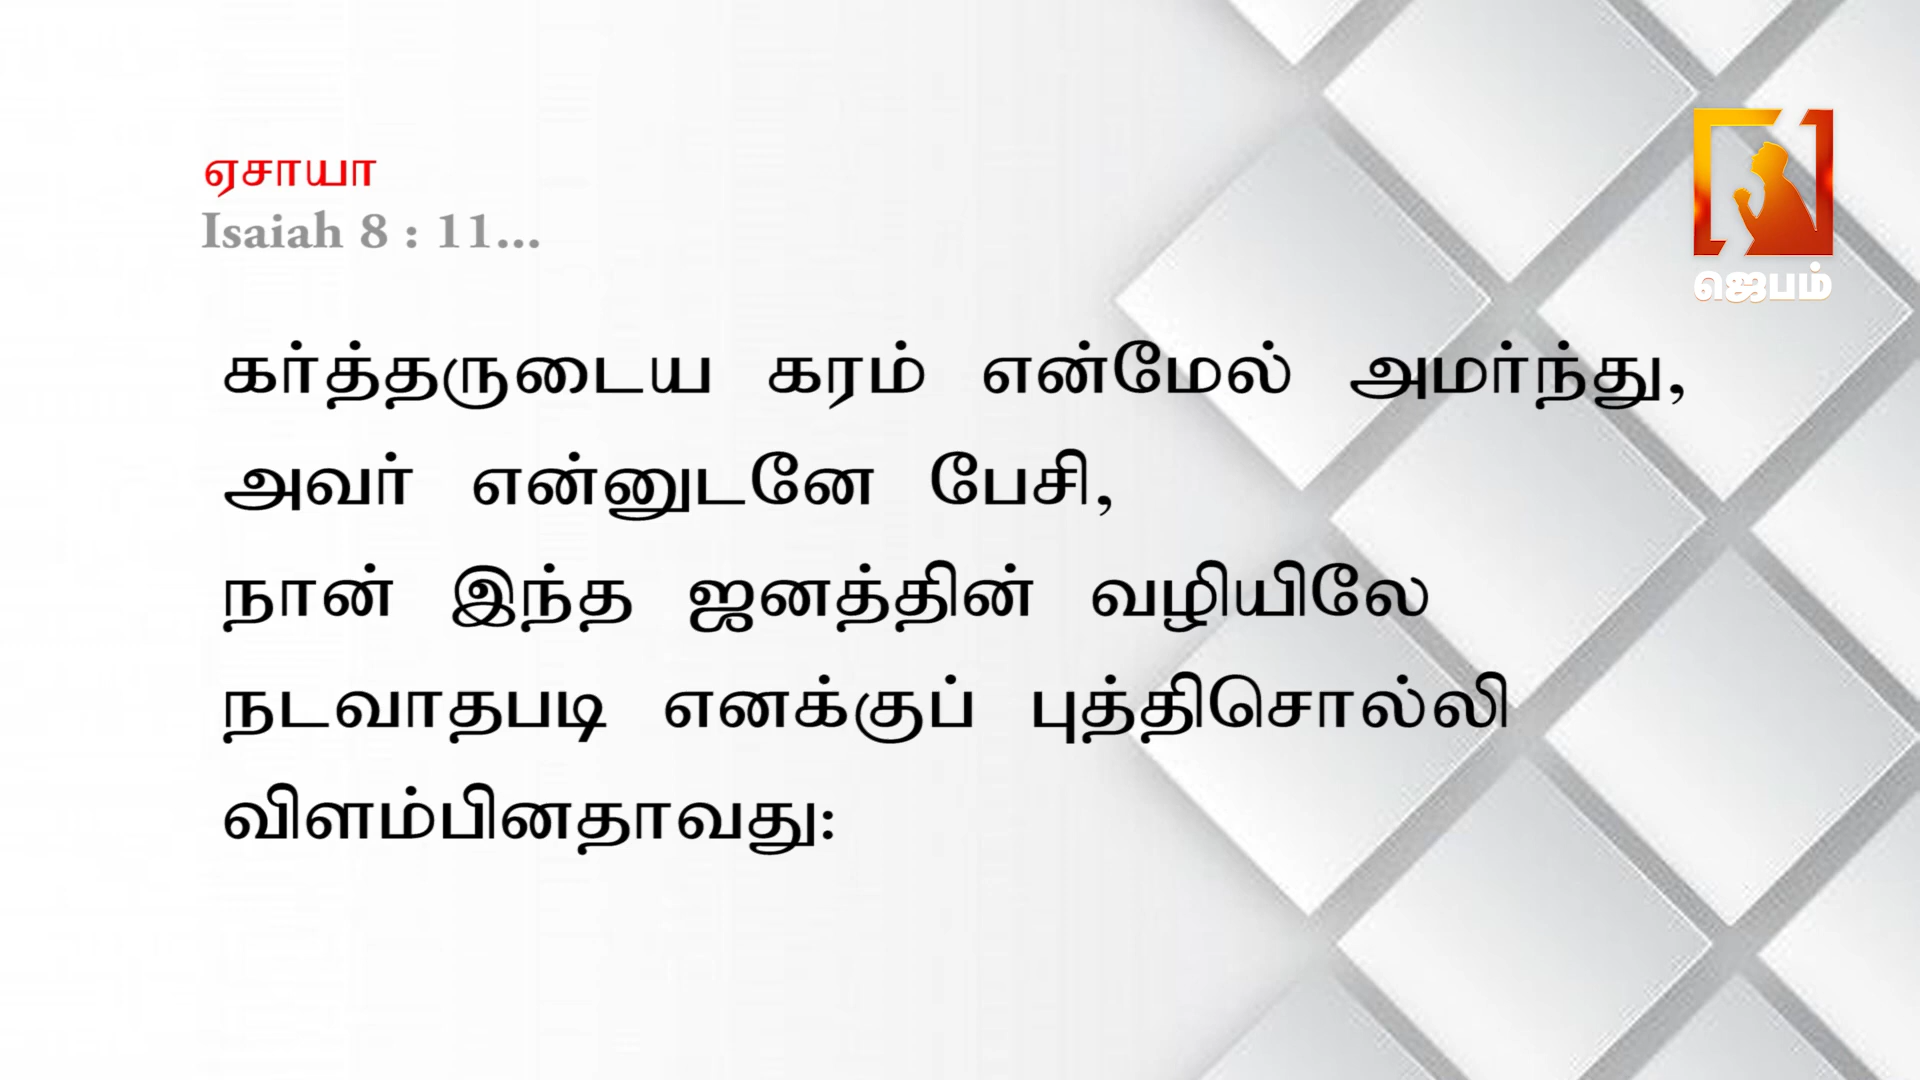 ஏசாயா
Isaiah 8 : 11...
ஜெபம்
கர்த்தருடைய கரம் என்மேல் அமர்ந்து,
அவர் என்னுடனே பேசி,
நான் இந்த ஜனத்தின் வழியிலே
நடவாதபடி எனக்குப் புத்திசொல்லி
விளம்பினதாவது: